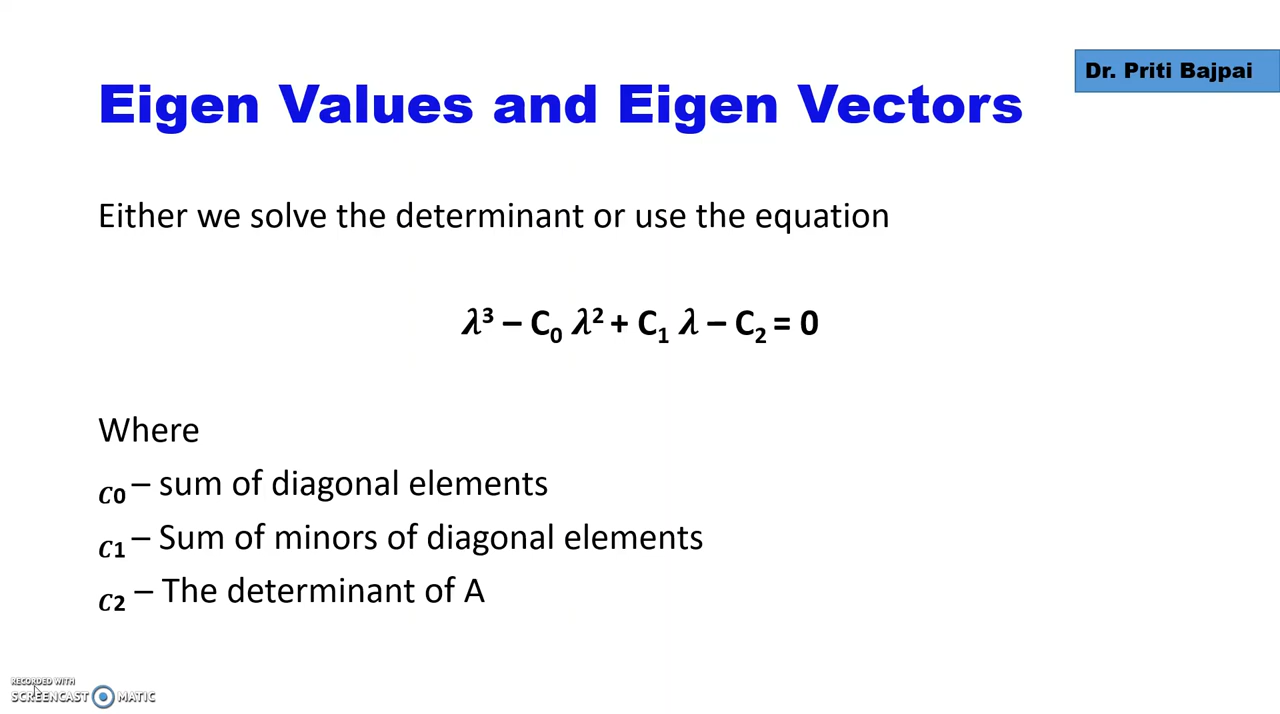 Dr. Priti Bajpai
Eigen Values and Eigen Vectors
Either we solve the determinant or use the equation
λ³ – C₀ λ² + C₁ λ – C₂ = 0
Where
C0 – sum of diagonal elements
C1 – Sum of minors of diagonal elements
C2 – The determinant of A
RECORDED WITH
SCREENCAST MATIC